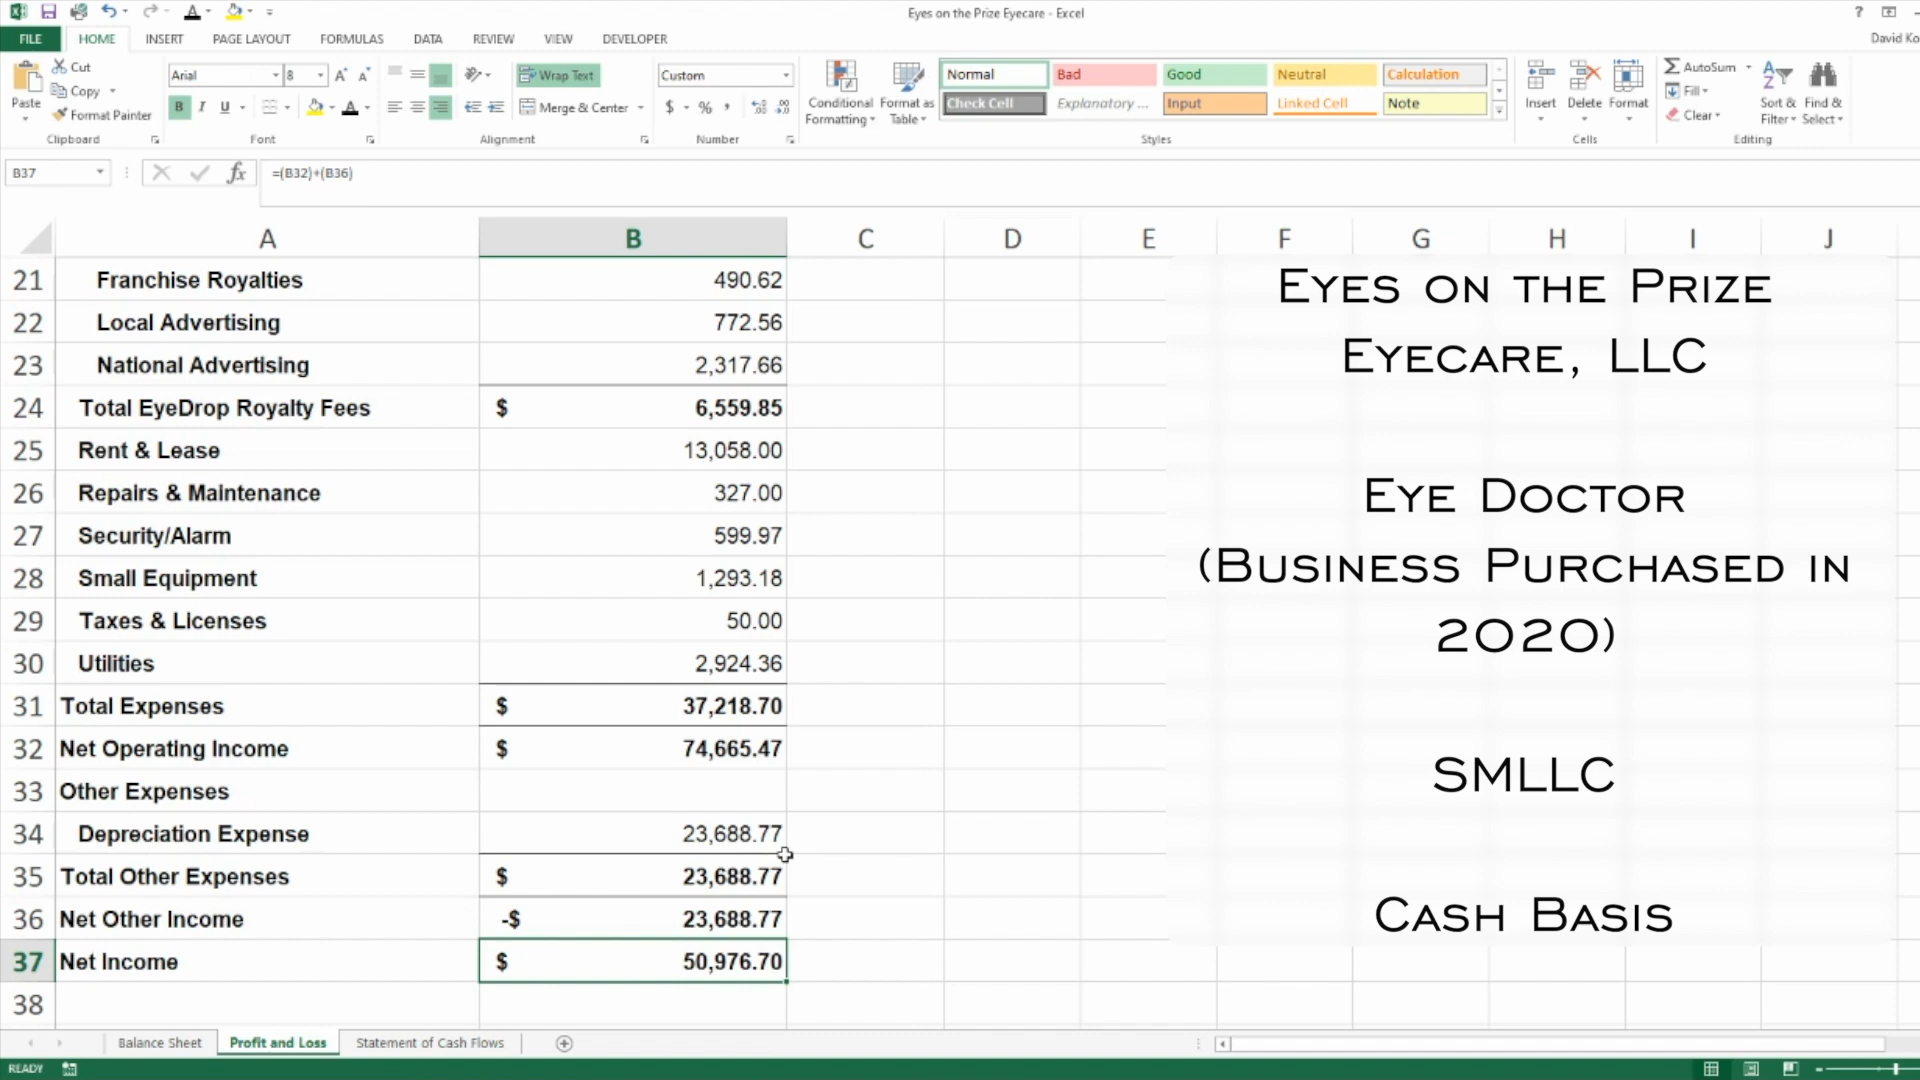 Eyes on the Prize Eyecare - Excel
?
FILE HOME INSERT PAGE LAYOUT FORMULAS DATA REVIEW VIEW DEVELOPER
David Ko
Paste
Cut
Copy
Format Painter
Clipboard
Arial 8
B I U
Font
Wrap Text
Merge & Center
Alignment
Custom
$ % ,
Number
Conditional Formatting
Format as Table
Normal Bad Good Neutral Calculation
Check Cell Explanatory ... Input Linked Cell Note
Styles
Insert Delete Format
Cells
AutoSum
Fill
Clear
Sort & Filter
Find & Select
Editing
B37 fx =(B32)+(B36)
A B C D E F G H I J
21 Franchise Royalties 490.62
22 Local Advertising 772.56
23 National Advertising 2,317.66
24 Total EyeDrop Royalty Fees $ 6,559.85
25 Rent & Lease 13,058.00
26 Repairs & Maintenance 327.00
27 Security/Alarm 599.97
28 Small Equipment 1,293.18
29 Taxes & Licenses 50.00
30 Utilities 2,924.36
31 Total Expenses $ 37,218.70
32 Net Operating Income $ 74,665.47
33 Other Expenses
34 Depreciation Expense 23,688.77
35 Total Other Expenses $ 23,688.77
36 Net Other Income -$ 23,688.77
37 Net Income $ 50,976.70
38
Eyes on the Prize
Eyecare, LLC
Eye Doctor
(Business Purchased in
2020)
SMLLC
Cash Basis
Balance Sheet Profit and Loss Statement of Cash Flows
READY